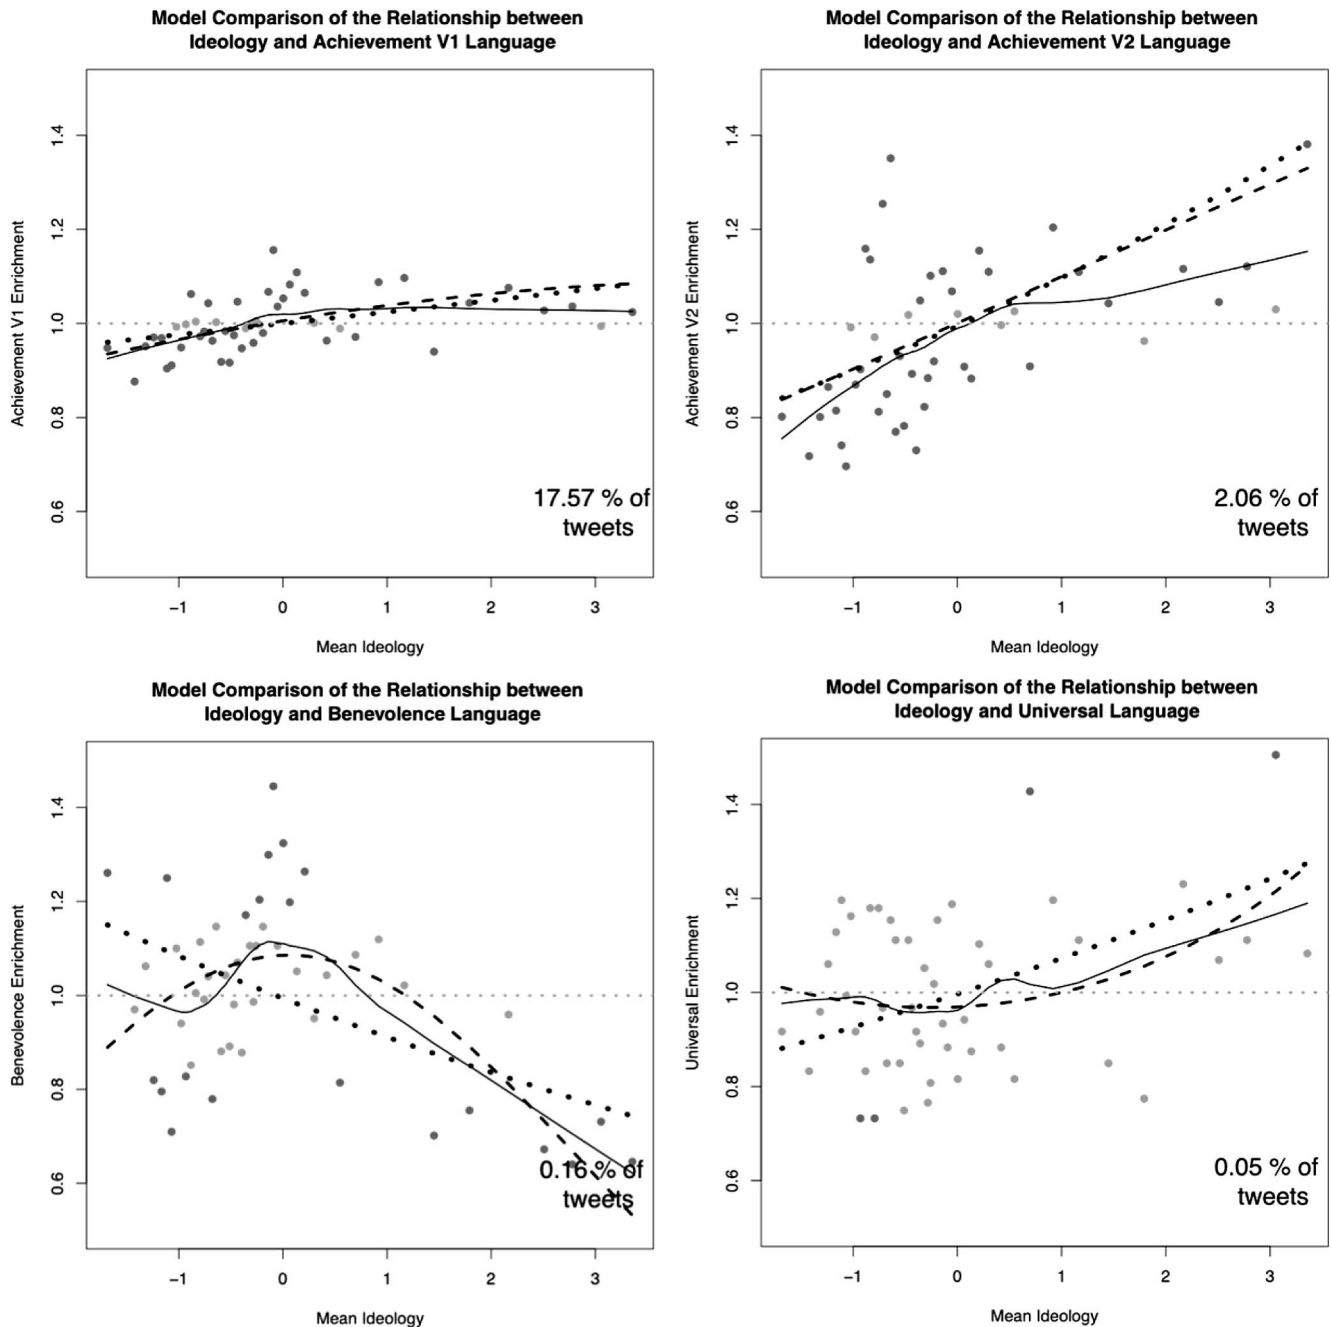 Model Comparison of the Relationship between
Ideology and Achievement V1 Language
Achievement V1 Enrichment
1.4
1.2
1.0
0.8
0.6
17.57 % of
tweets
−1 0 1 2 3
Mean Ideology
Model Comparison of the Relationship between
Ideology and Achievement V2 Language
Achievement V2 Enrichment
1.4
1.2
1.0
0.8
0.6
2.06 % of
tweets
−1 0 1 2 3
Mean Ideology
Model Comparison of the Relationship between
Ideology and Benevolence Language
Benevolence Enrichment
1.4
1.2
1.0
0.8
0.6
0.16 % of
tweets
−1 0 1 2 3
Mean Ideology
Model Comparison of the Relationship between
Ideology and Universal Language
Universal Enrichment
1.4
1.2
1.0
0.8
0.6
0.05 % of
tweets
−1 0 1 2 3
Mean Ideology